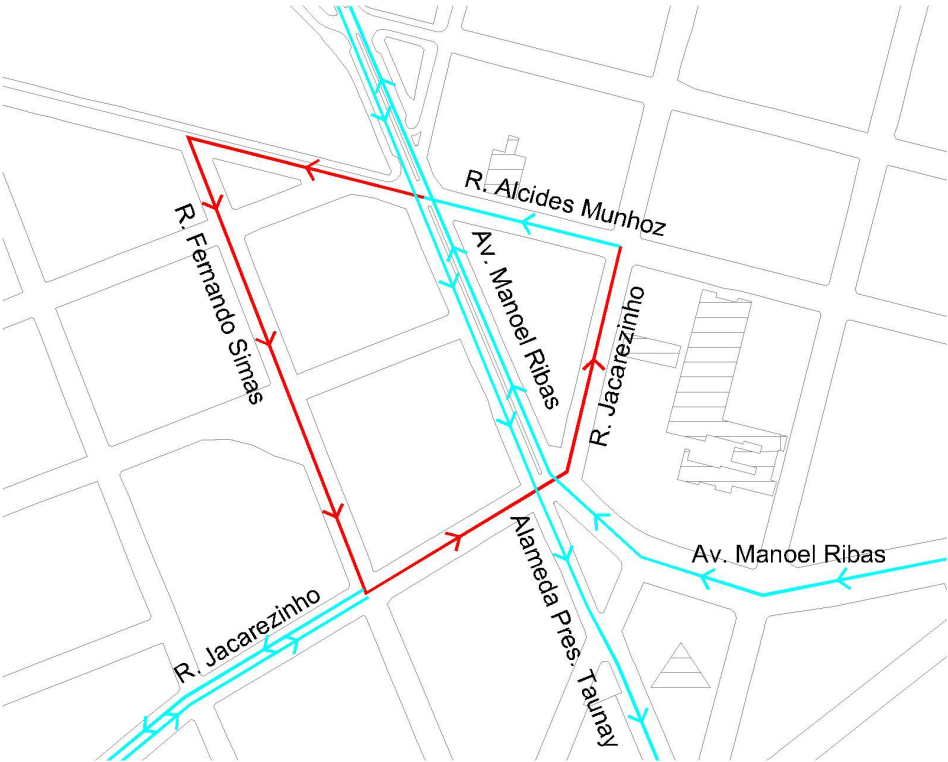 R. Alcides Munhoz
R. Fernando Simas
Av. Manoel Ribas
R. Jacarezinho
Alameda Pres. Taunay
Av. Manoel Ribas
R. Jacarezinho